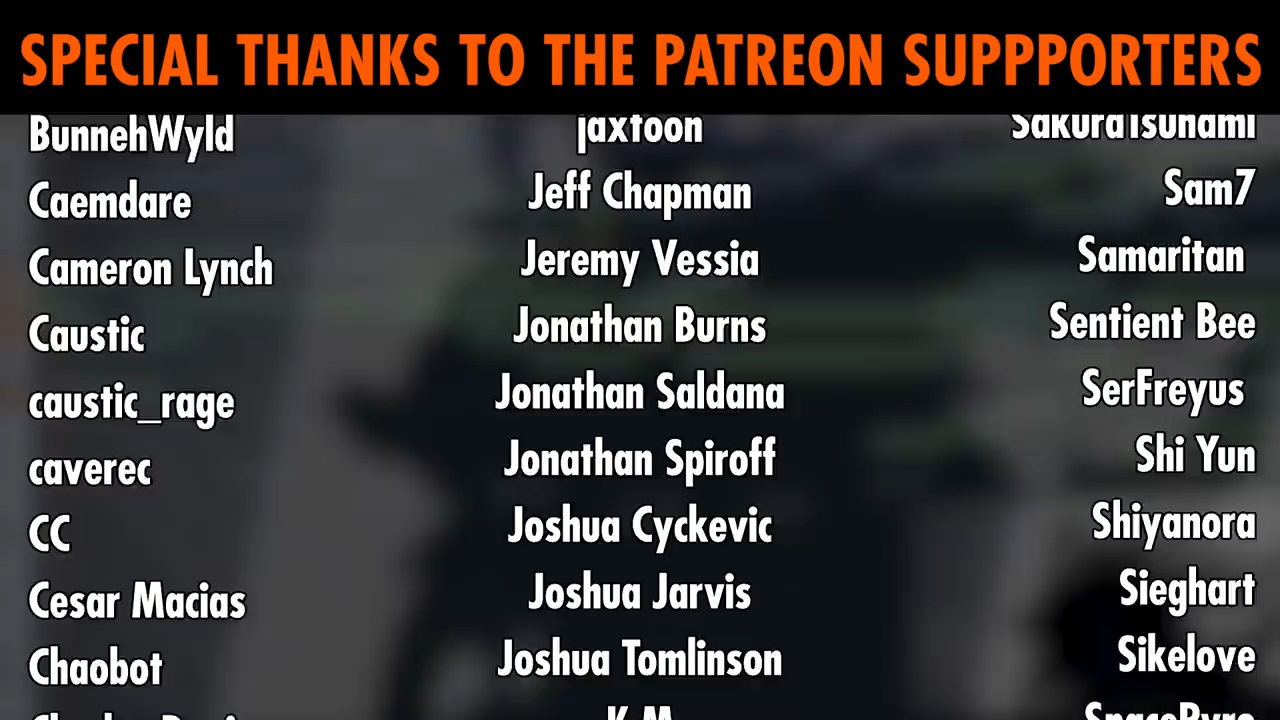 SPECIAL THANKS TO THE PATREON SUPPPORTERS
BunnehWyld
Caemdare
Cameron Lynch
Caustic
caustic_rage
caverec
CC
Cesar Macias
Chaobot
jaxtoon
Jeff Chapman
Jeremy Vessia
Jonathan Burns
Jonathan Saldana
Jonathan Spiroff
Joshua Cyckevic
Joshua Jarvis
Joshua Tomlinson
SakuraTsunami
Sam7
Samaritan
Sentient Bee
SerFreyus
Shi Yun
Shiyanora
Sieghart
Sikelove